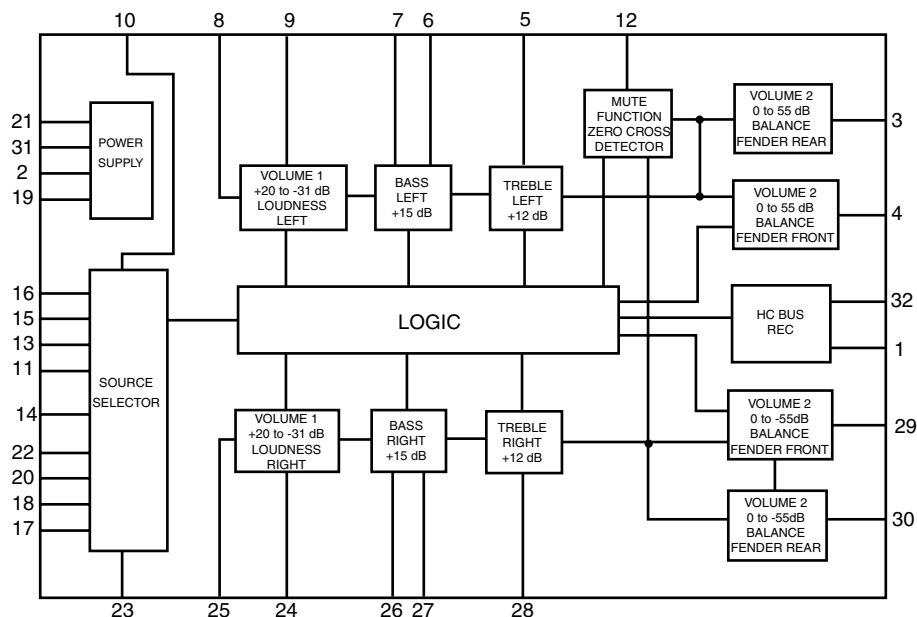 10
8
9
7
6
5
12
21
31
2
19
POWER
SUPPLY
MUTE
FUNCTION
ZERO CROSS
DETECTOR
VOLUME 2
0 to 55 dB
BALANCE
FENDER REAR
3
VOLUME 1
+20 to -31 dB
LOUDNESS
LEFT
BASS
LEFT
+15 dB
TREBLE
LEFT
+12 dB
VOLUME 2
0 to 55 dB
BALANCE
FENDER FRONT
4
16
15
13
11
14
22
20
18
17
SOURCE
SELECTOR
LOGIC
HC BUS
REC
32
1
VOLUME 1
+20 to -31 dB
LOUDNESS
RIGHT
BASS
RIGHT
+15 dB
TREBLE
RIGHT
+12 dB
VOLUME 2
0 to -55dB
BALANCE
FENDER FRONT
29
VOLUME 2
0 to -55dB
BALANCE
FENDER REAR
30
23
25
24
26
27
28